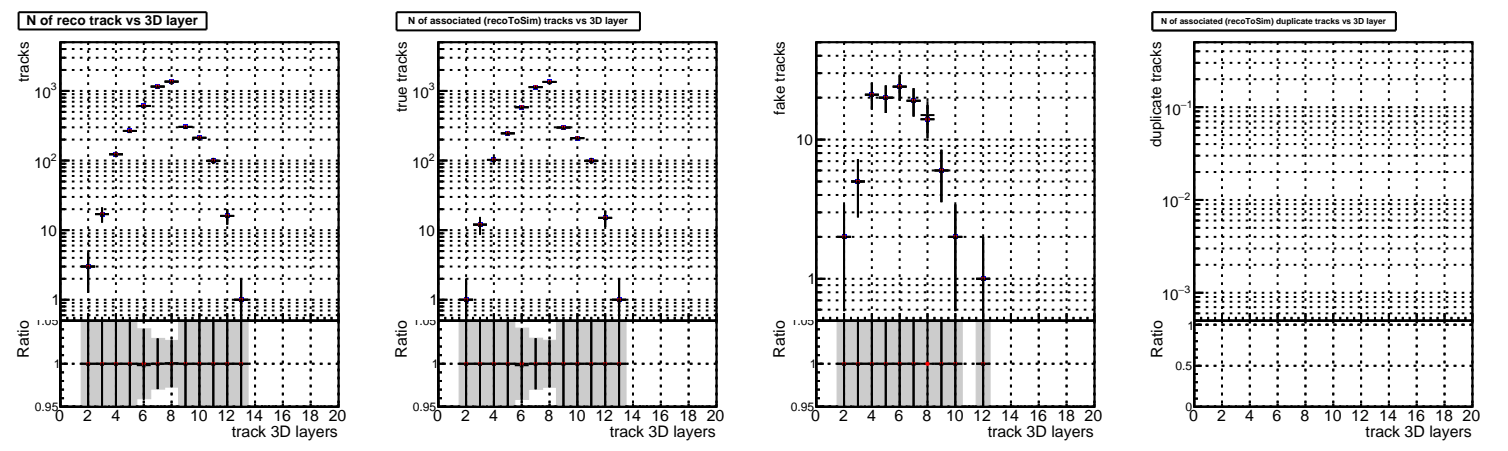 N of reco track vs 3D layer
tracks
10³
10²
10
1
Ratio
1.05
1
0.95
0 2 4 6 8 10 12 14 16 18 20
track 3D layers
N of associated (recoToSim) tracks vs 3D layer
true tracks
10³
10²
10
1
Ratio
1.05
1
0.95
0 2 4 6 8 10 12 14 16 18 20
track 3D layers
fake tracks
10
1
Ratio
1.05
1
0.95
0 2 4 6 8 10 12 14 16 18 20
track 3D layers
N of associated (recoToSim) duplicate tracks vs 3D layer
duplicate tracks
10⁻¹
10⁻²
10⁻³
Ratio
1
0.5
0
0 2 4 6 8 10 12 14 16 18 20
track 3D layers